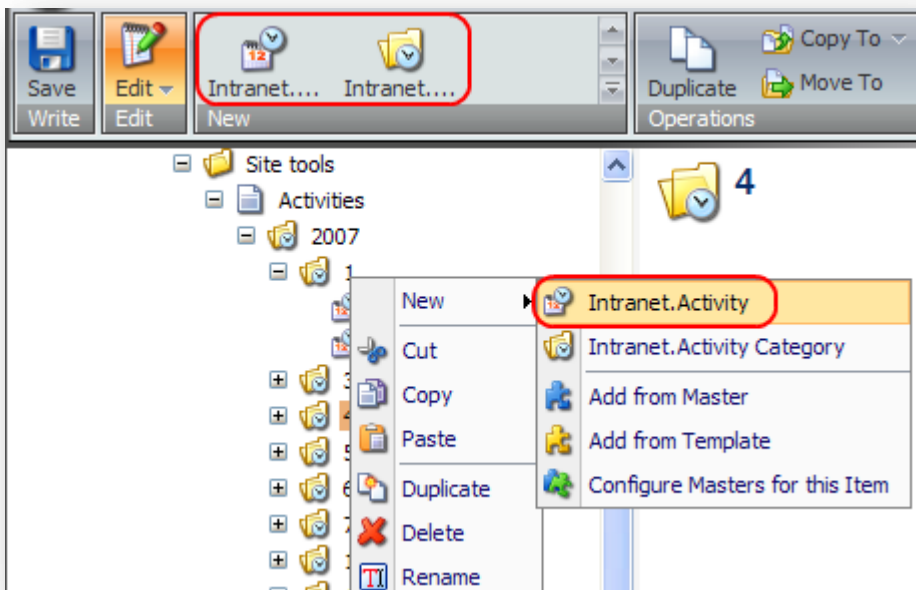 Save
Write
Edit
Edit
Intranet....
Intranet....
New
Duplicate
Copy To
Move To
Operations
Site tools
Activities
2007
1
4
New
Cut
Copy
Paste
Duplicate
Delete
Rename
Intranet.Activity
Intranet.Activity Category
Add from Master
Add from Template
Configure Masters for this Item